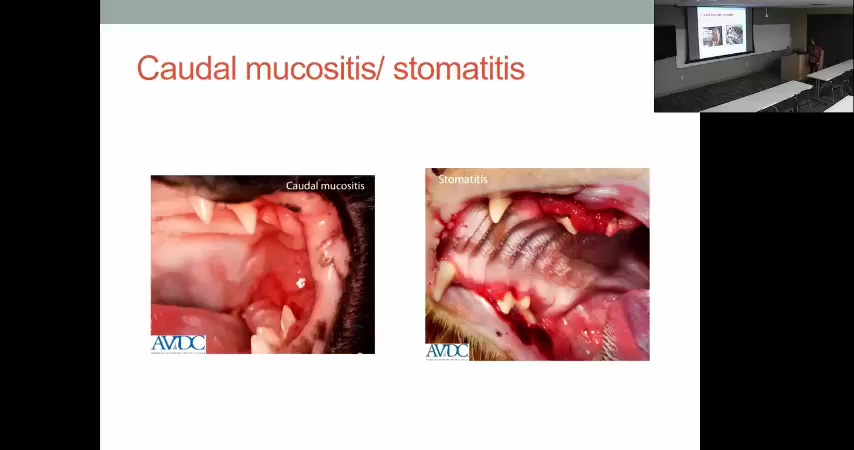 Caudal mucositis/ stomatitis
Caudal mucositis
Stomatitis
AVDC
AVDC